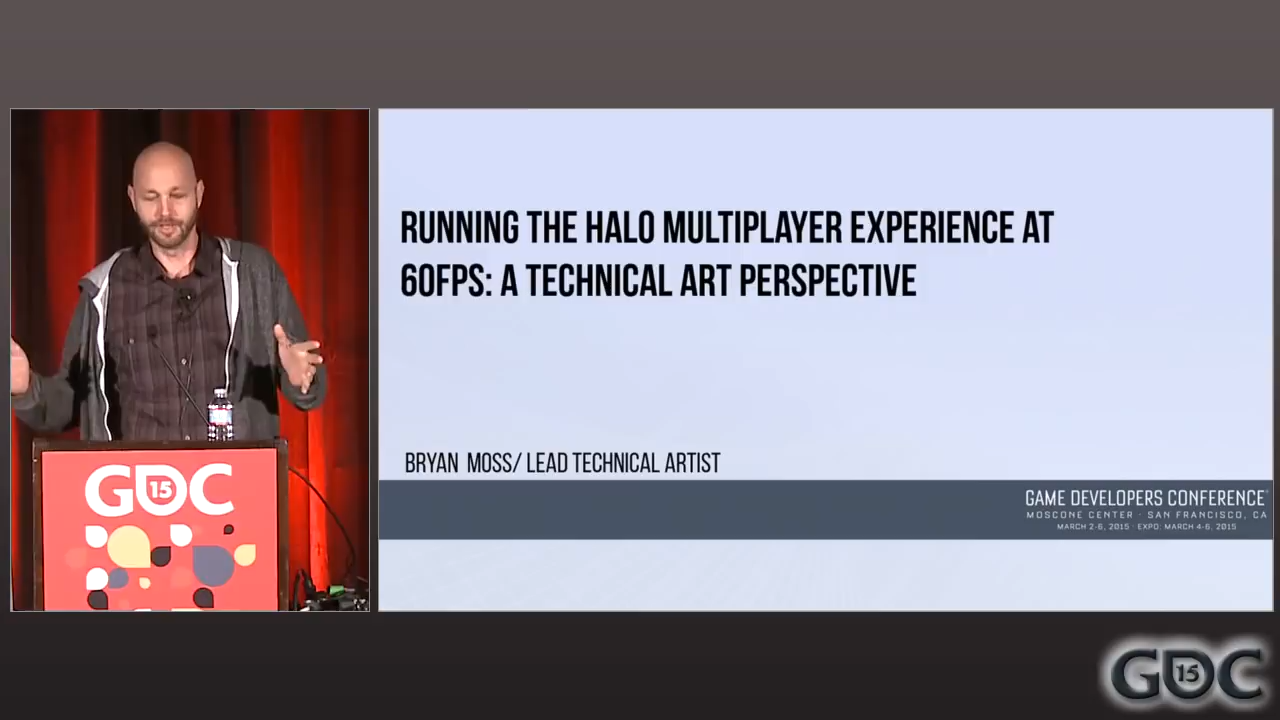 RUNNING THE HALO MULTIPLAYER EXPERIENCE AT
60FPS: A TECHNICAL ART PERSPECTIVE
BRYAN MOSS/ LEAD TECHNICAL ARTIST
GAME DEVELOPERS CONFERENCE®
MOSCONE CENTER · SAN FRANCISCO, CA
MARCH 2-6, 2015 · EXPO: MARCH 4-6, 2015
GDC 15
GDC 15